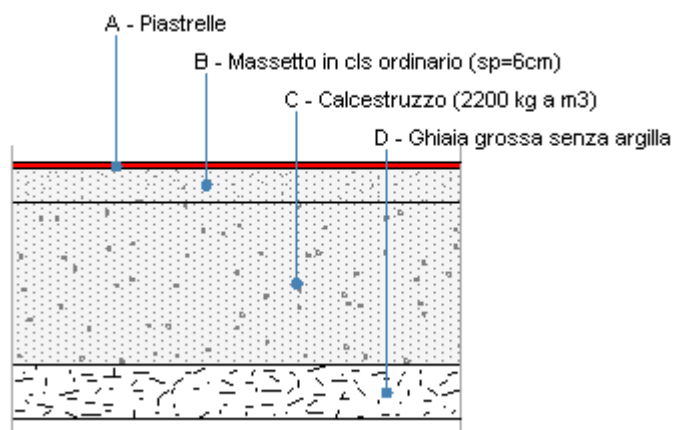 A - Piastrelle
B - Massetto in cls ordinario (sp=6cm)
C - Calcestruzzo (2200 kg a m3)
D - Ghiaia grossa senza argilla